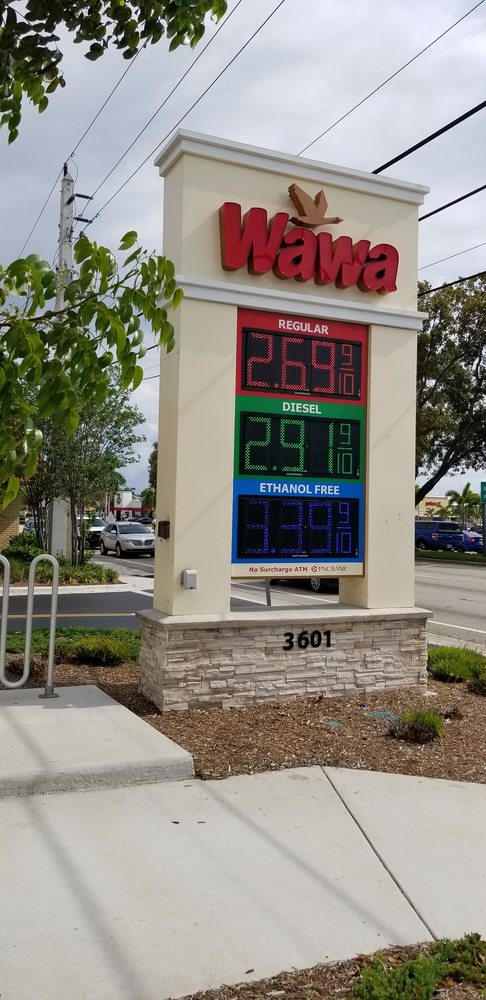 Wawa
REGULAR
2.69 9/10
DIESEL
2.91 9/10
ETHANOL FREE
3.39 9/10
No Surcharge ATM PNC BANK
3601